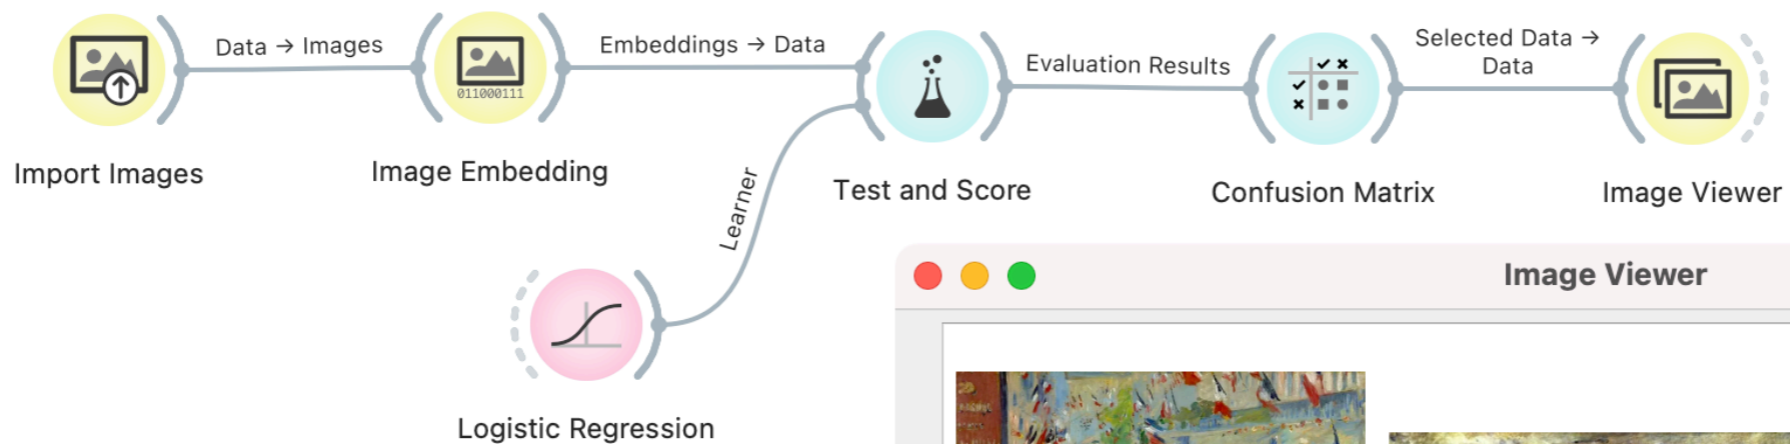 Data → Images
Embeddings → Data
Evaluation Results
Selected Data →
Data
011000111
Import Images
Image Embedding
Test and Score
Confusion Matrix
Image Viewer
Learner
Logistic Regression
Image Viewer